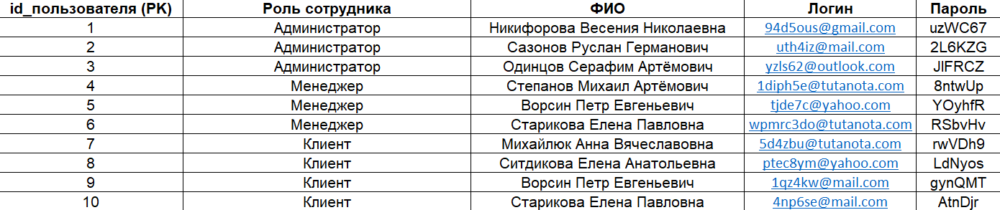 id_пользователя (PK) Роль сотрудника ФИО Логин Пароль
1 Администратор Никифорова Весения Николаевна 94d5ous@gmail.com uzWC67
2 Администратор Сазонов Руслан Германович uth4iz@mail.com 2L6KZG
3 Администратор Одинцов Серафим Артёмович yzls62@outlook.com JlFRCZ
4 Менеджер Степанов Михаил Артёмович 1diph5e@tutanota.com 8ntwUp
5 Менеджер Ворсин Петр Евгеньевич tjde7c@yahoo.com YOyhfR
6 Менеджер Старикова Елена Павловна wpmrc3do@tutanota.com RSbvHv
7 Клиент Михайлюк Анна Вячеславовна 5d4zbu@tutanota.com rwVDh9
8 Клиент Ситдикова Елена Анатольевна ptec8ym@yahoo.com LdNyos
9 Клиент Ворсин Петр Евгеньевич 1qz4kw@mail.com gynQMT
10 Клиент Старикова Елена Павловна 4np6se@mail.com AtnDjr